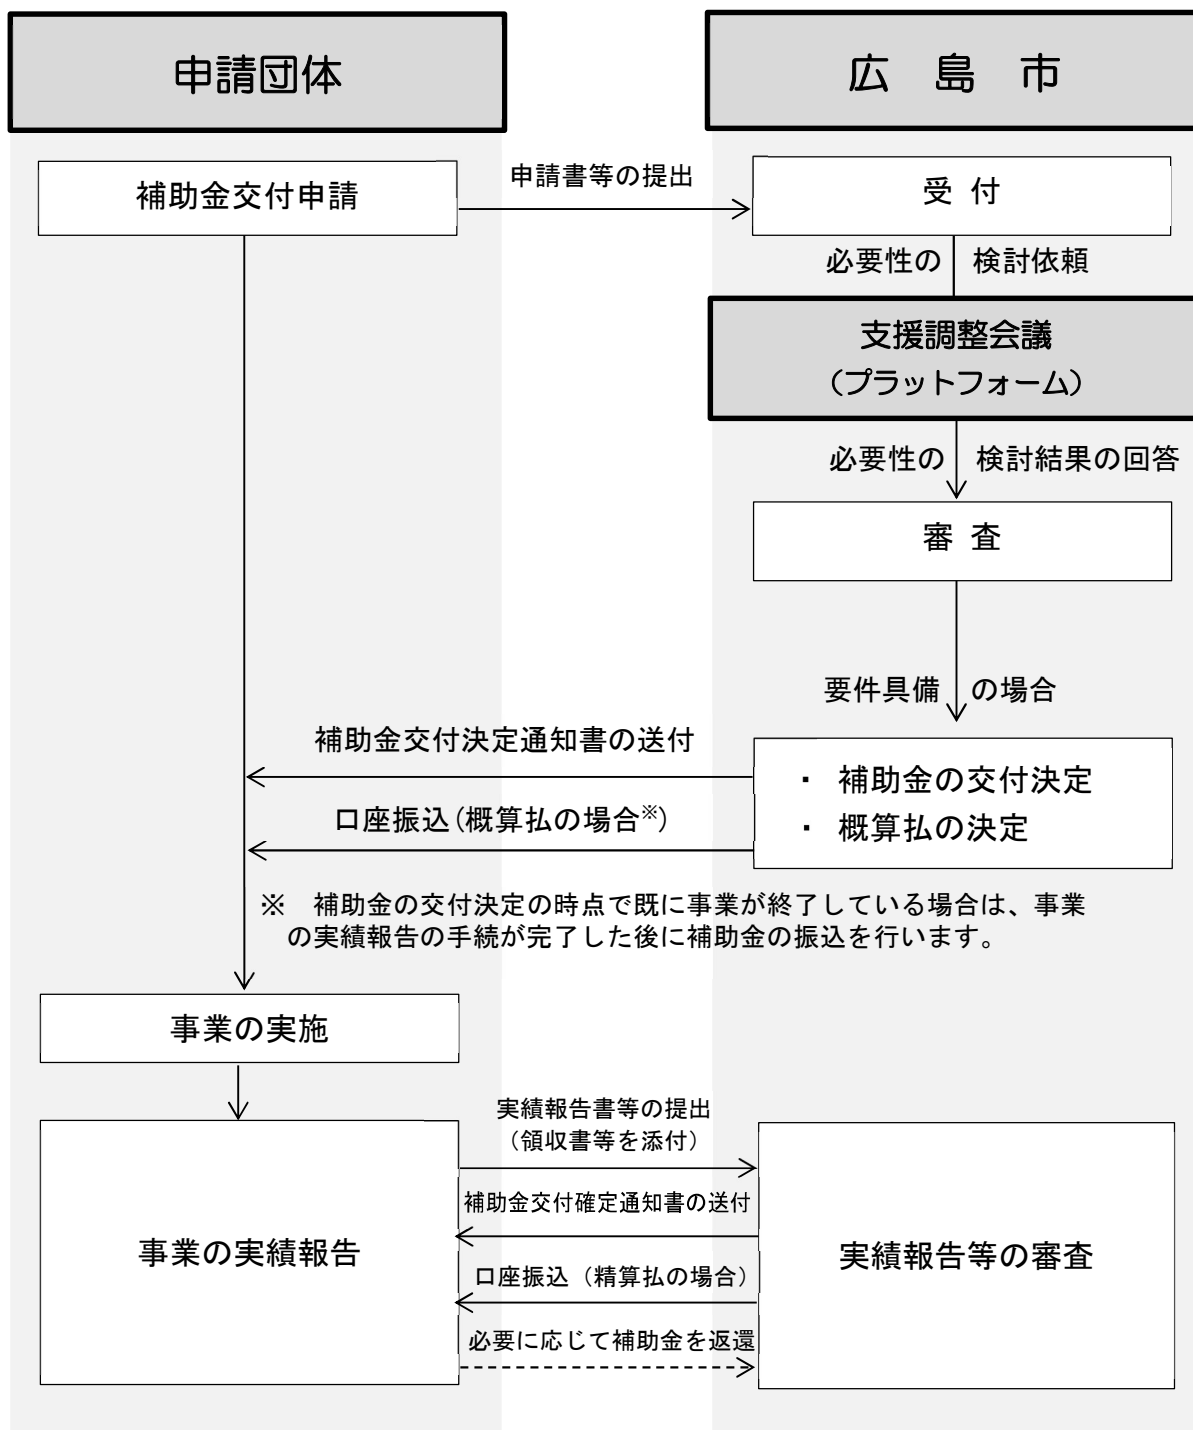 申請団体
広　島　市
補助金交付申請
申請書等の提出
受 付
必要性の 検討依頼
支援調整会議
（プラットフォーム）
必要性の 検討結果の回答
審 査
要件具備 の場合
補助金交付決定通知書の送付
・ 補助金の交付決定
口座振込(概算払の場合※)
・ 概算払の決定
※　補助金の交付決定の時点で既に事業が終了している場合は、事業
の実績報告の手続が完了した後に補助金の振込を行います。
事業の実施
実績報告書等の提出
（領収書等を添付）
補助金交付確定通知書の送付
事業の実績報告
実績報告等の審査
口座振込（精算払の場合）
必要に応じて補助金を返還